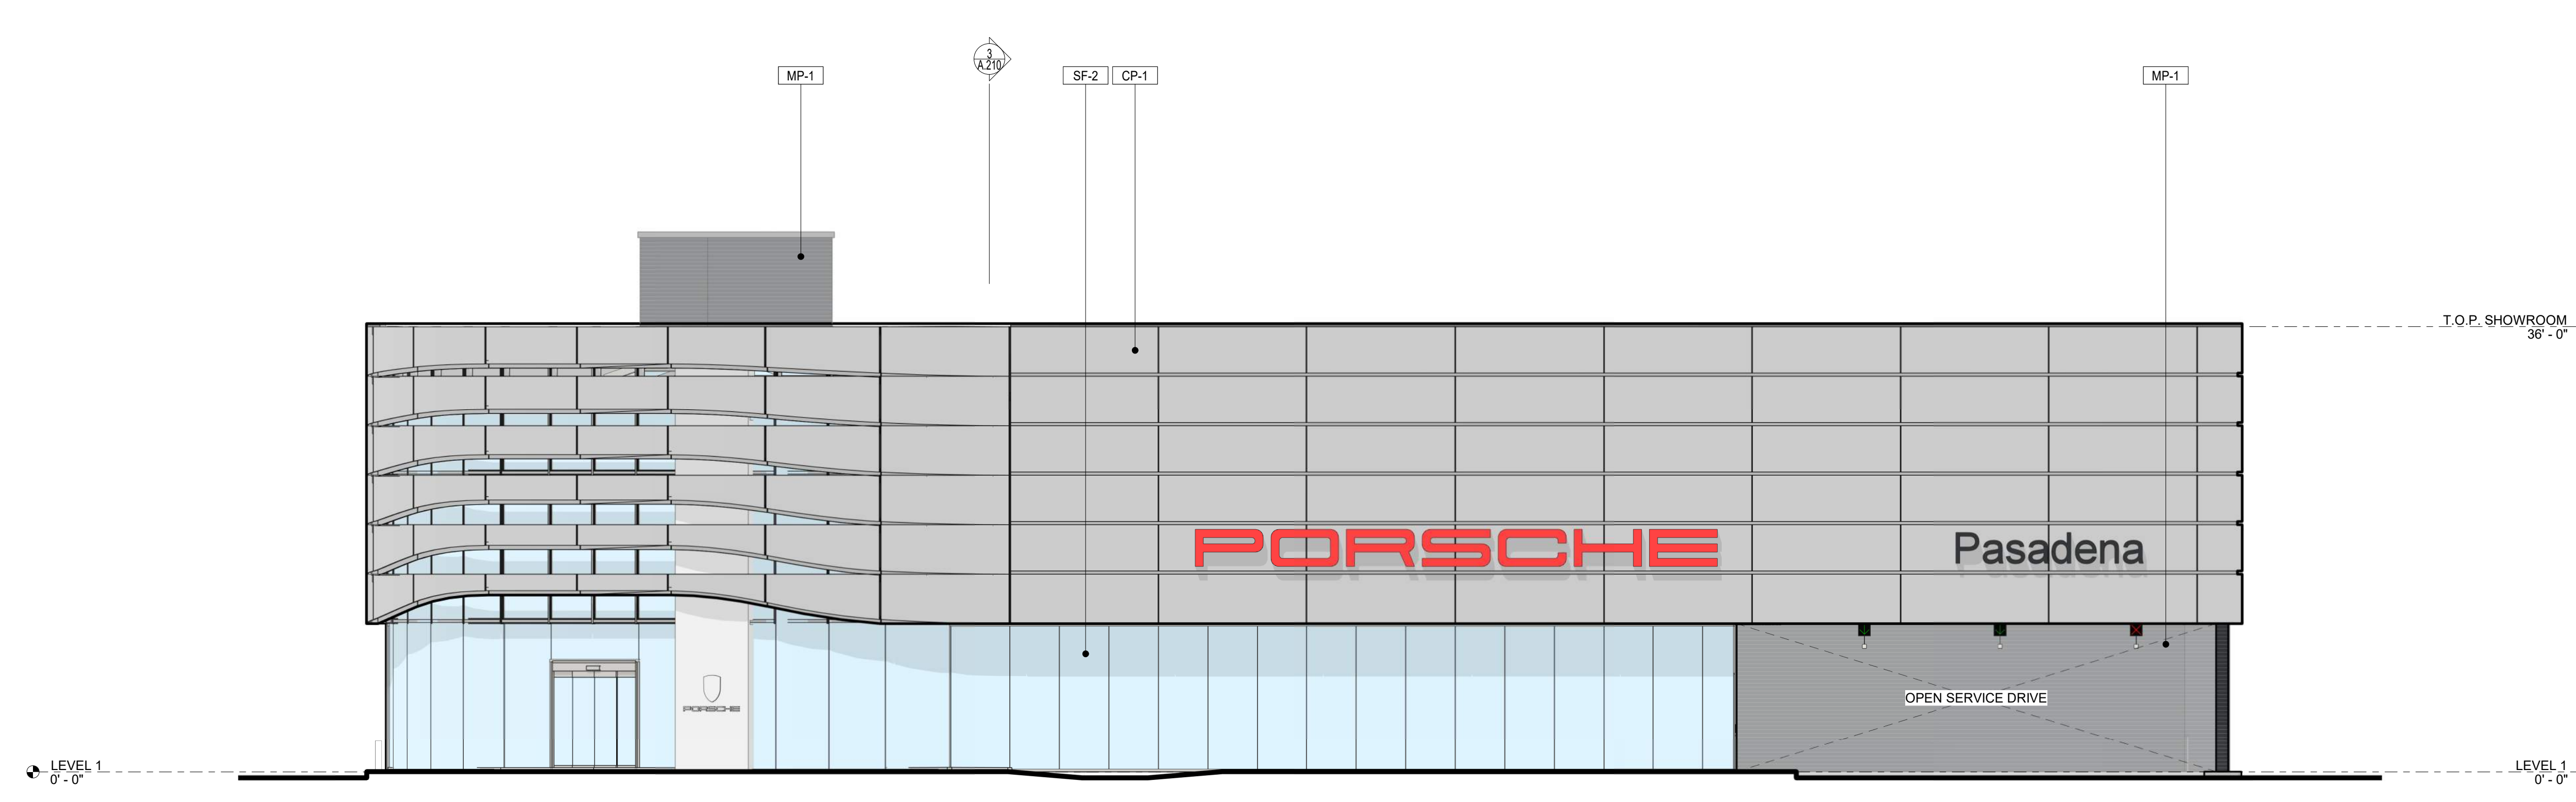 3
A.210
MP-1
SF-2
CP-1
MP-1
T.O.P. SHOWROOM
36' - 0"
PORSCHE
Pasadena
OPEN SERVICE DRIVE
PORSCHE
LEVEL 1
0' - 0"
LEVEL 1
0' - 0"